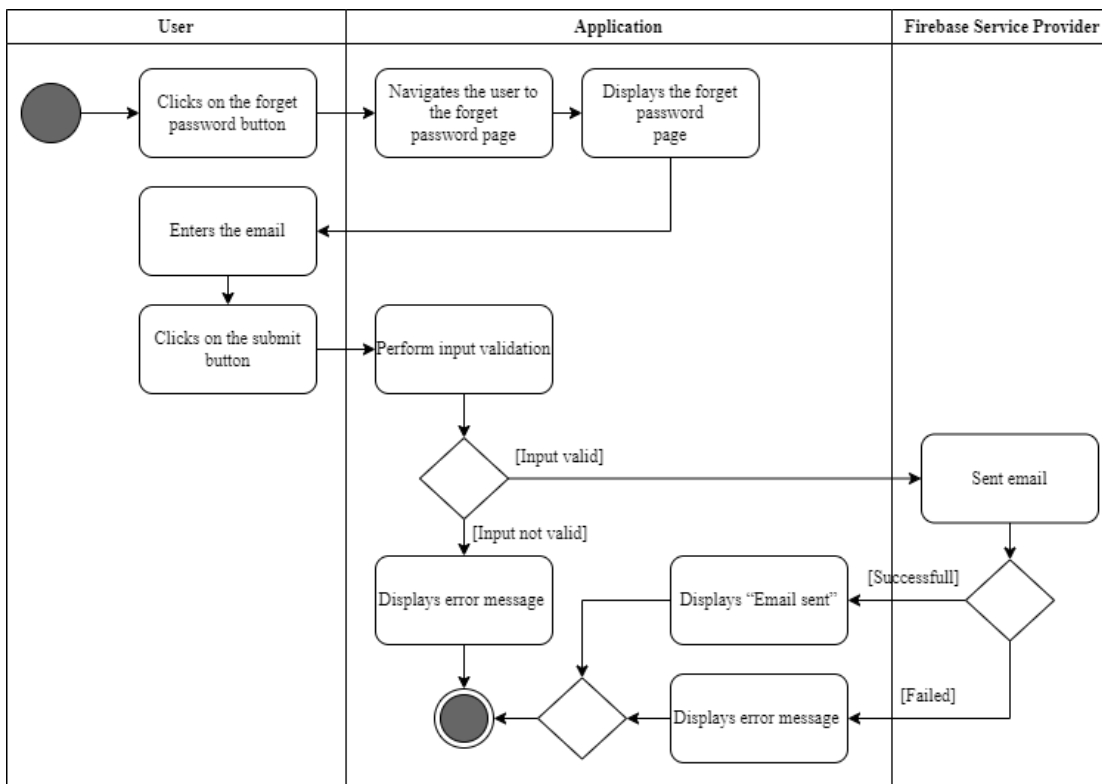 User
Application
Firebase Service Provider
Clicks on the forget
password button
Navigates the user to
the forget
password page
Displays the forget
password
page
Enters the email
Clicks on the submit
button
Perform input validation
[Input valid]
Sent email
[Input not valid]
Displays error message
Displays “Email sent”
[Successfull]
Displays error message
[Failed]